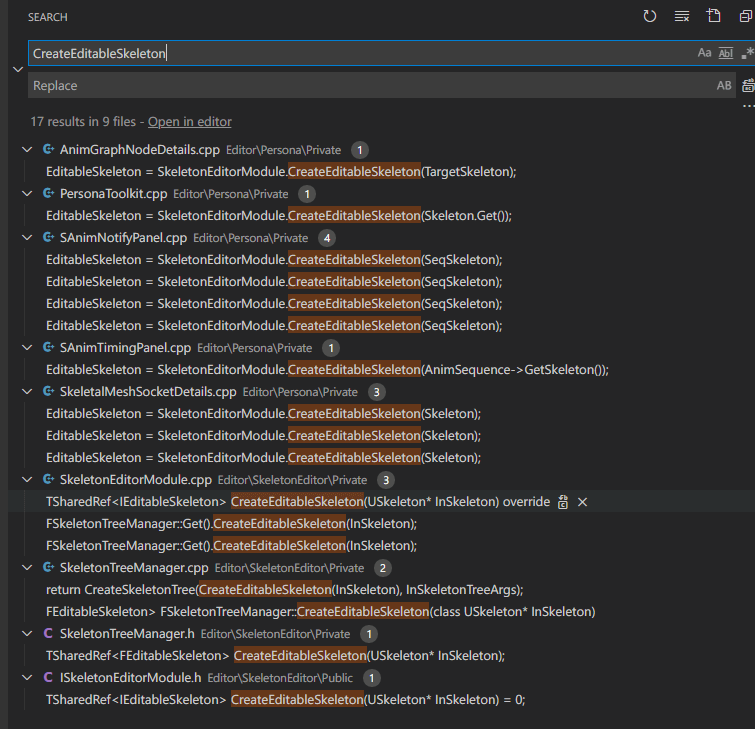 SEARCH
CreateEditableSkeleton Aa Abl .*
Replace AB
17 results in 9 files - Open in editor
AnimGraphNodeDetails.cpp Editor\Persona\Private 1
EditableSkeleton = SkeletonEditorModule.CreateEditableSkeleton(TargetSkeleton);
PersonaToolkit.cpp Editor\Persona\Private 1
EditableSkeleton = SkeletonEditorModule.CreateEditableSkeleton(Skeleton.Get());
SAnimNotifyPanel.cpp Editor\Persona\Private 4
EditableSkeleton = SkeletonEditorModule.CreateEditableSkeleton(SeqSkeleton);
EditableSkeleton = SkeletonEditorModule.CreateEditableSkeleton(SeqSkeleton);
EditableSkeleton = SkeletonEditorModule.CreateEditableSkeleton(SeqSkeleton);
EditableSkeleton = SkeletonEditorModule.CreateEditableSkeleton(SeqSkeleton);
SAnimTimingPanel.cpp Editor\Persona\Private 1
EditableSkeleton = SkeletonEditorModule.CreateEditableSkeleton(AnimSequence->GetSkeleton());
SkeletalMeshSocketDetails.cpp Editor\Persona\Private 3
EditableSkeleton = SkeletonEditorModule.CreateEditableSkeleton(Skeleton);
EditableSkeleton = SkeletonEditorModule.CreateEditableSkeleton(Skeleton);
EditableSkeleton = SkeletonEditorModule.CreateEditableSkeleton(Skeleton);
SkeletonEditorModule.cpp Editor\SkeletonEditor\Private 3
TSharedRef<IEditableSkeleton> CreateEditableSkeleton(USkeleton* InSkeleton) override
FSkeletonTreeManager::Get().CreateEditableSkeleton(InSkeleton);
FSkeletonTreeManager::Get().CreateEditableSkeleton(InSkeleton);
SkeletonTreeManager.cpp Editor\SkeletonEditor\Private 2
return CreateSkeletonTree(CreateEditableSkeleton(InSkeleton), InSkeletonTreeArgs);
FEditableSkeleton> FSkeletonTreeManager::CreateEditableSkeleton(class USkeleton* InSkeleton)
SkeletonTreeManager.h Editor\SkeletonEditor\Private 1
TSharedRef<FEditableSkeleton> CreateEditableSkeleton(USkeleton* InSkeleton);
ISkeletonEditorModule.h Editor\SkeletonEditor\Public 1
TSharedRef<IEditableSkeleton> CreateEditableSkeleton(USkeleton* InSkeleton) = 0;